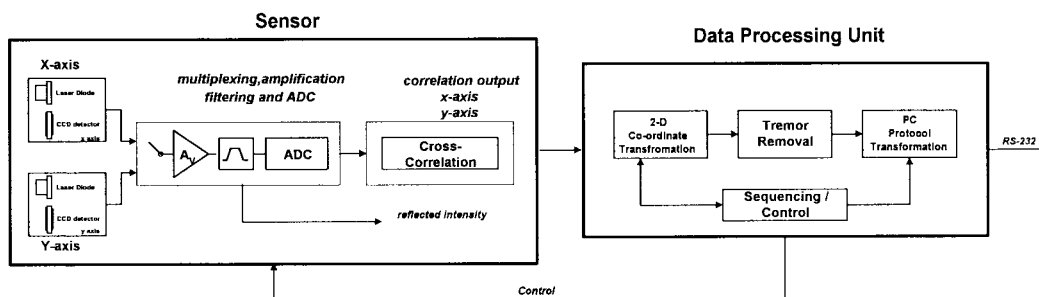 Sensor
Data Processing Unit
X-axis
Laser Diode
CCD detector
x axis
multiplexing,amplification
filtering and ADC
correlation output
x-axis
y-axis
Av
ADC
Cross-
Correlation
Laser Diode
CCD detector
y axis
Y-axis
reflected intensity
2-D
Co-ordinate
Transfromation
Tremor
Removal
PC
Protocol
Transformation
Sequencing /
Control
RS-232
Control